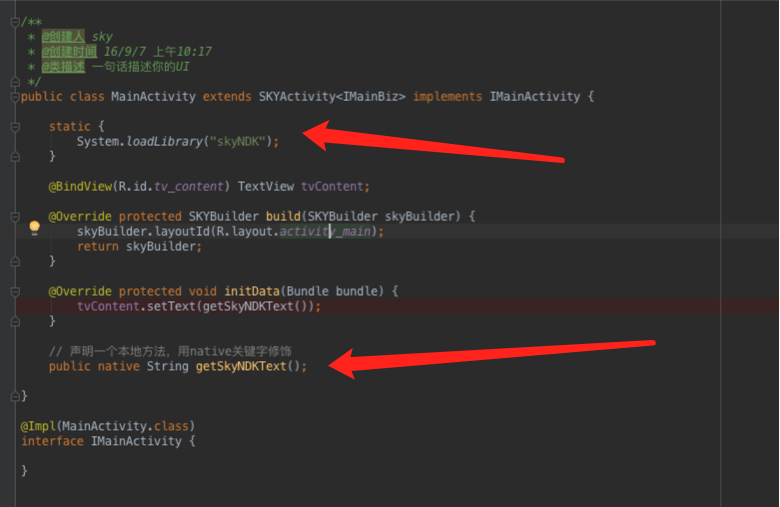 /**
* @创建人 sky
* @创建时间 16/9/7 上午10:17
* @类描述 一句话描述你的UI
*/
public class MainActivity extends SKYActivity<IMainBiz> implements IMainActivity {
static {
System.loadLibrary("skyNDK");
}
@BindView(R.id.tv_content) TextView tvContent;
@Override protected SKYBuilder build(SKYBuilder skyBuilder) {
skyBuilder.layoutId(R.layout.activity_main);
return skyBuilder;
}
@Override protected void initData(Bundle bundle) {
tvContent.setText(getSkyNDKText());
}
// 声明一个本地方法，用native关键字修饰
public native String getSkyNDKText();
}
@Impl(MainActivity.class)
interface IMainActivity {
}